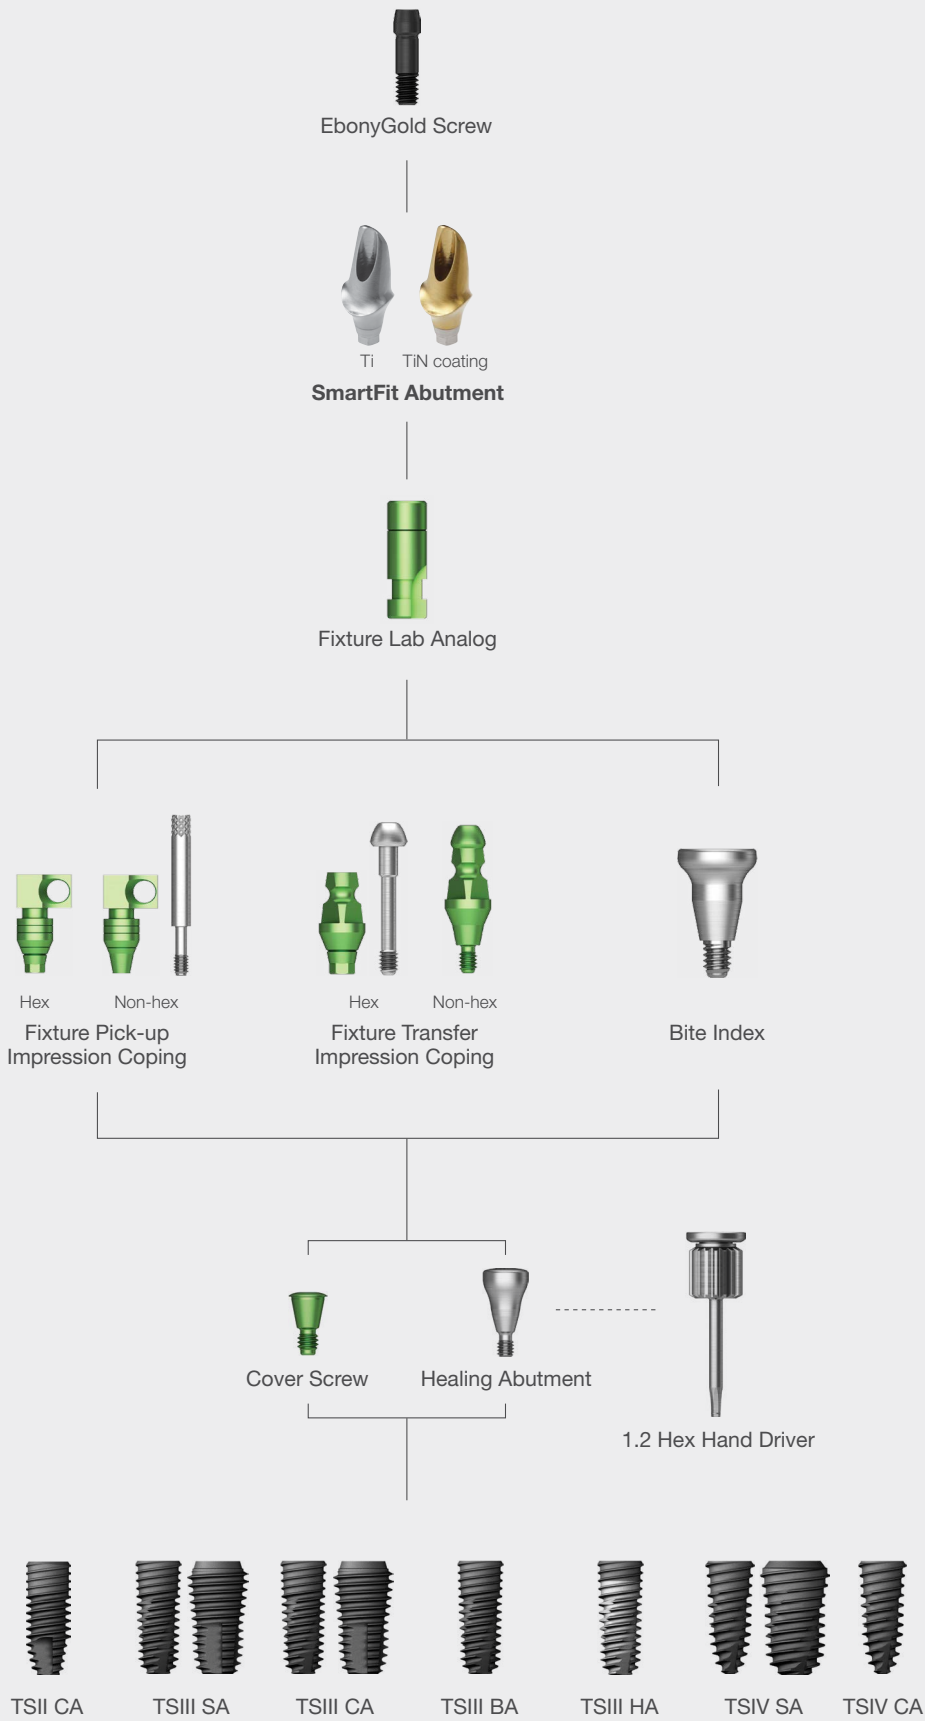 EbonyGold Screw
Ti
TiN coating
SmartFit Abutment
Fixture Lab Analog
Hex
Non-hex
Fixture Pick-up
Impression Coping
Hex
Non-hex
Fixture Transfer
Impression Coping
Bite Index
Cover Screw
Healing Abutment
1.2 Hex Hand Driver
TSII CA
TSIII SA
TSIII CA
TSIII BA
TSIII HA
TSIV SA
TSIV CA